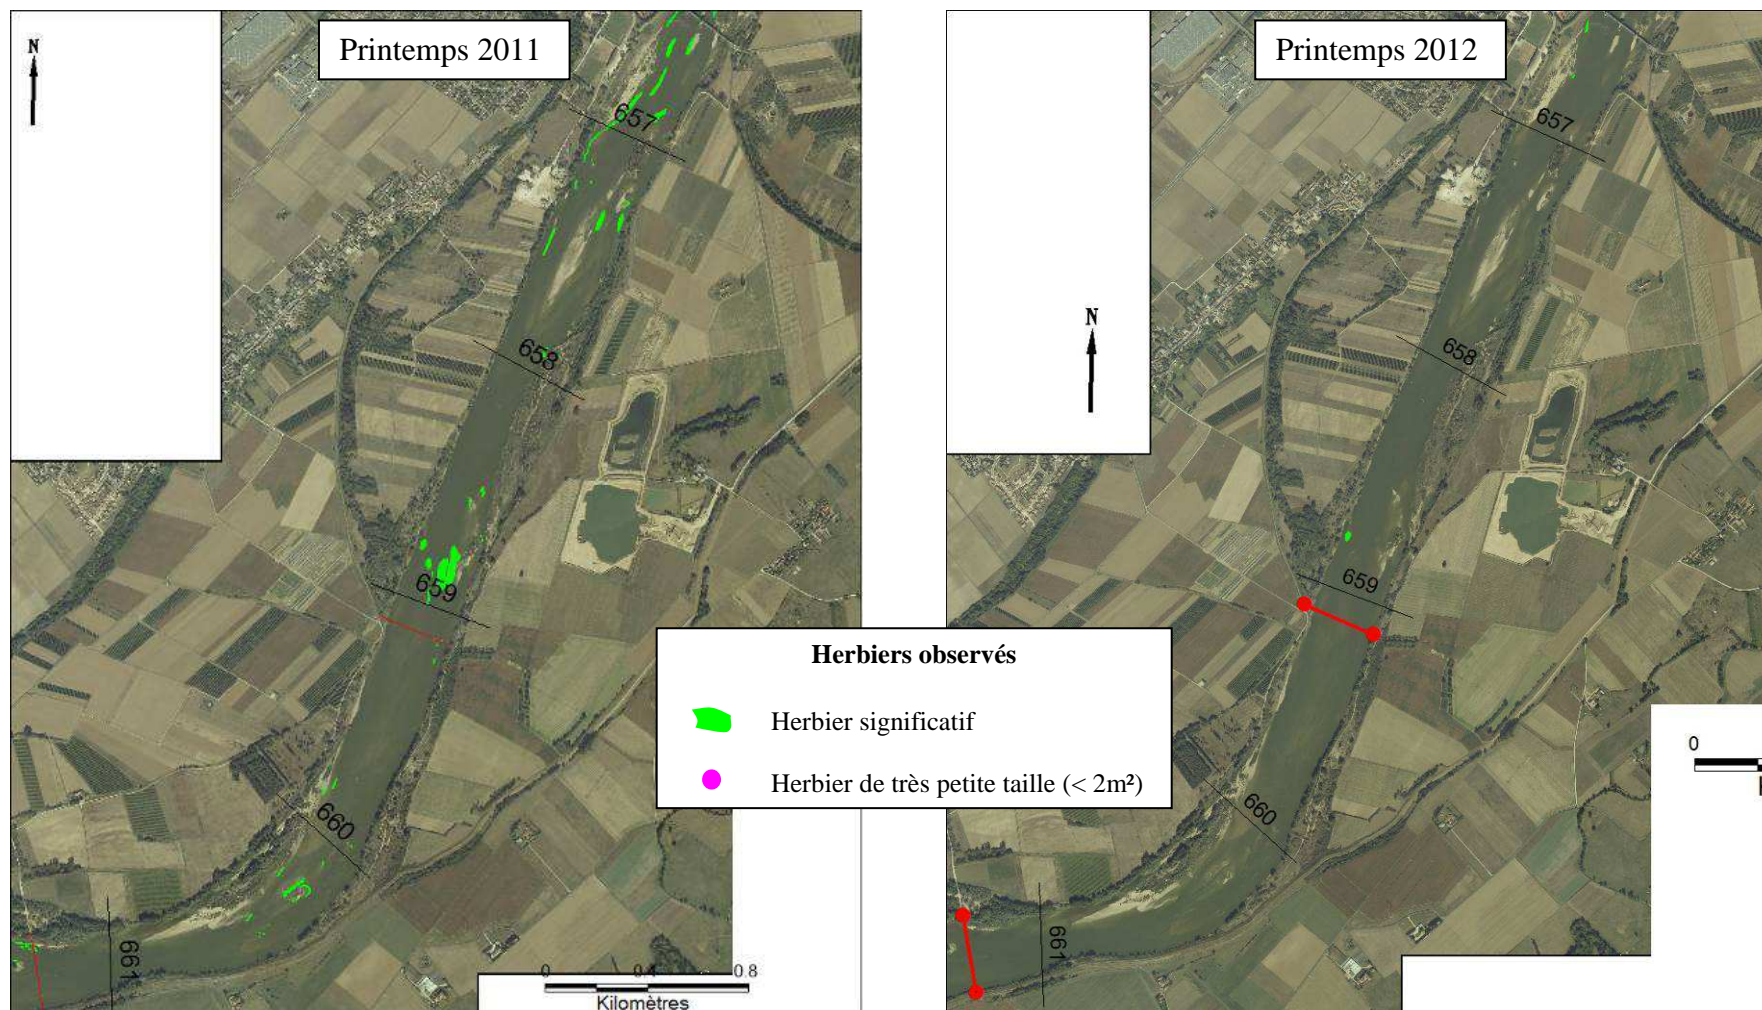 Printemps 2011
N
657
658
659
660
661
0 0.4 0.8
Kilomètres
Printemps 2012
N
657
658
659
660
661
0
Herbiers observés
Herbier significatif
Herbier de très petite taille (< 2m²)